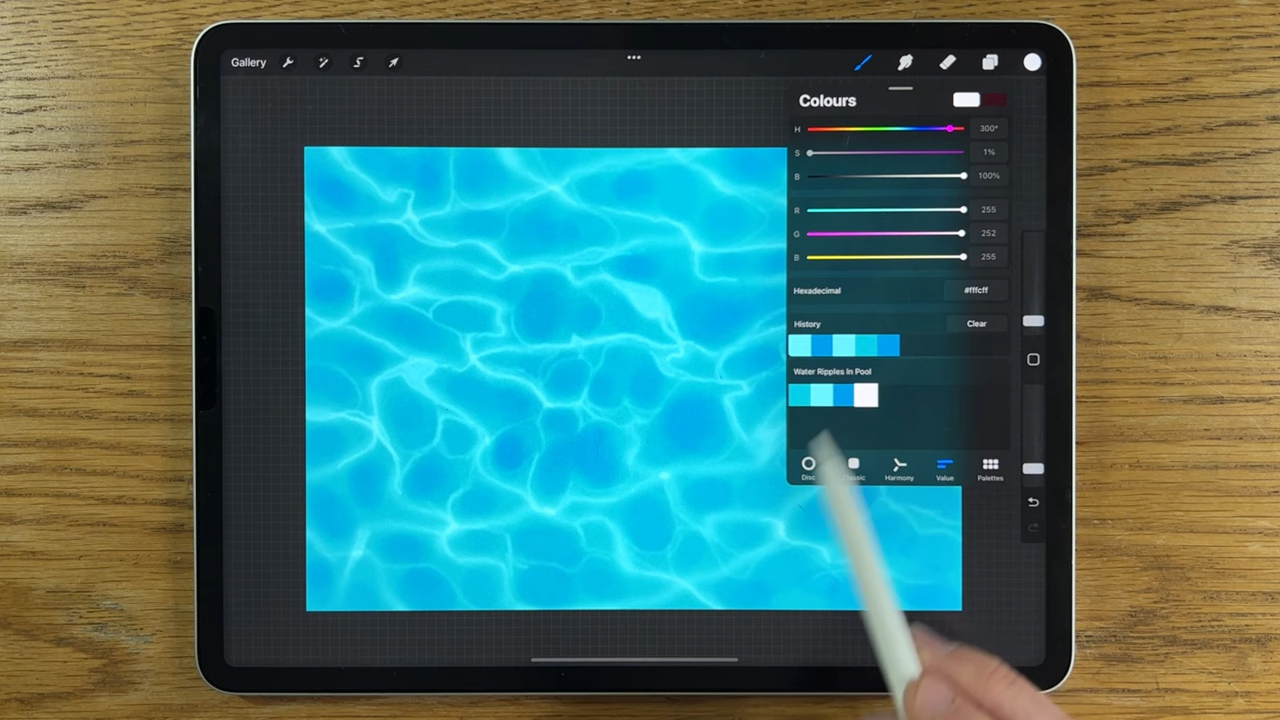 Gallery
Colours
H 300°
S 1%
B 100%
R 255
G 252
B 255
Hexadecimal #fffcff
History Clear
Water Ripples In Pool
Harmony Value Palettes